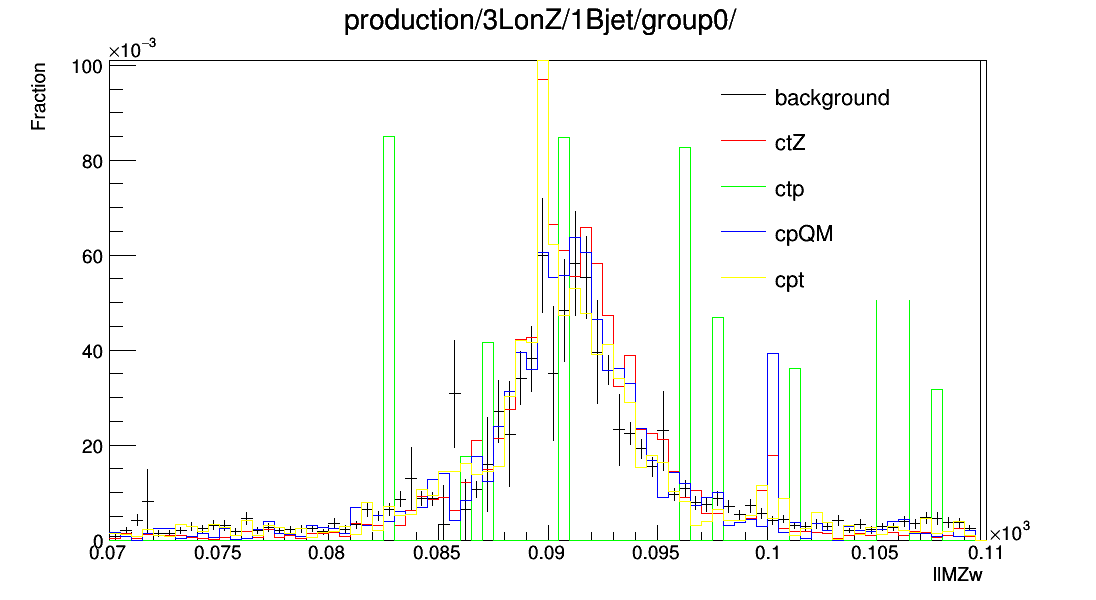 production/3LonZ/1Bjet/group0/
×10⁻³
Fraction
100
80
60
40
20
0
background
ctZ
ctp
cpQM
cpt
0.07 0.075 0.08 0.085 0.09 0.095 0.1 0.105 0.11
×10³
llMZw